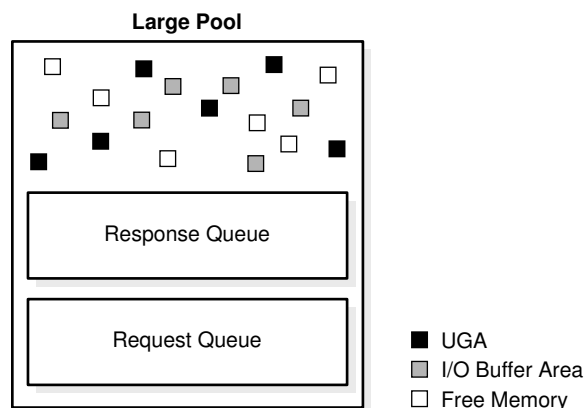 Large Pool
Response Queue
Request Queue
UGA
I/O Buffer Area
Free Memory